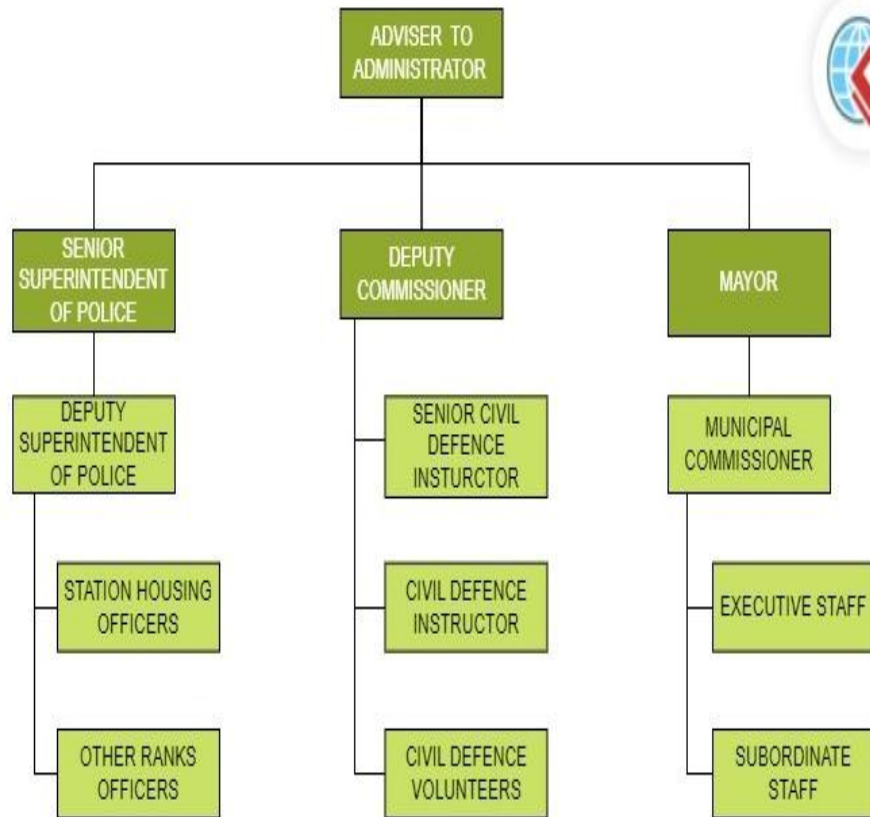 ADVISER TO
ADMINISTRATOR
SENIOR
SUPERINTENDENT
OF POLICE
DEPUTY
COMMISSIONER
MAYOR
DEPUTY
SUPERINTENDENT
OF POLICE
SENIOR CIVIL
DEFENCE
INSTURCTOR
MUNICIPAL
COMMISSIONER
STATION HOUSING
OFFICERS
CIVIL DEFENCE
INSTRUCTOR
EXECUTIVE STAFF
OTHER RANKS
OFFICERS
CIVIL DEFENCE
VOLUNTEERS
SUBORDINATE
STAFF